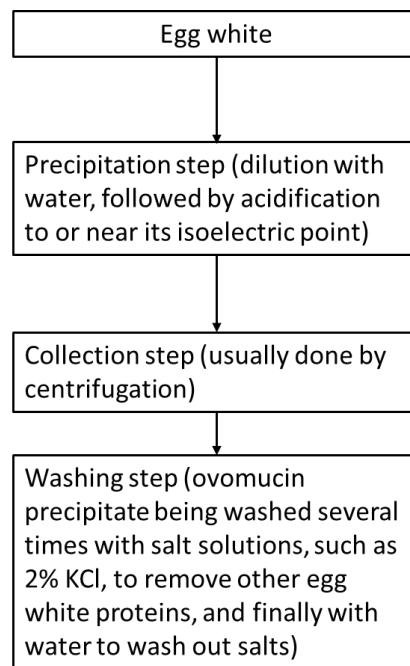 Egg white
Precipitation step (dilution with
water, followed by acidification
to or near its isoelectric point)
Collection step (usually done by
centrifugation)
Washing step (ovomucin
precipitate being washed several
times with salt solutions, such as
2% KCl, to remove other egg
white proteins, and finally with
water to wash out salts)